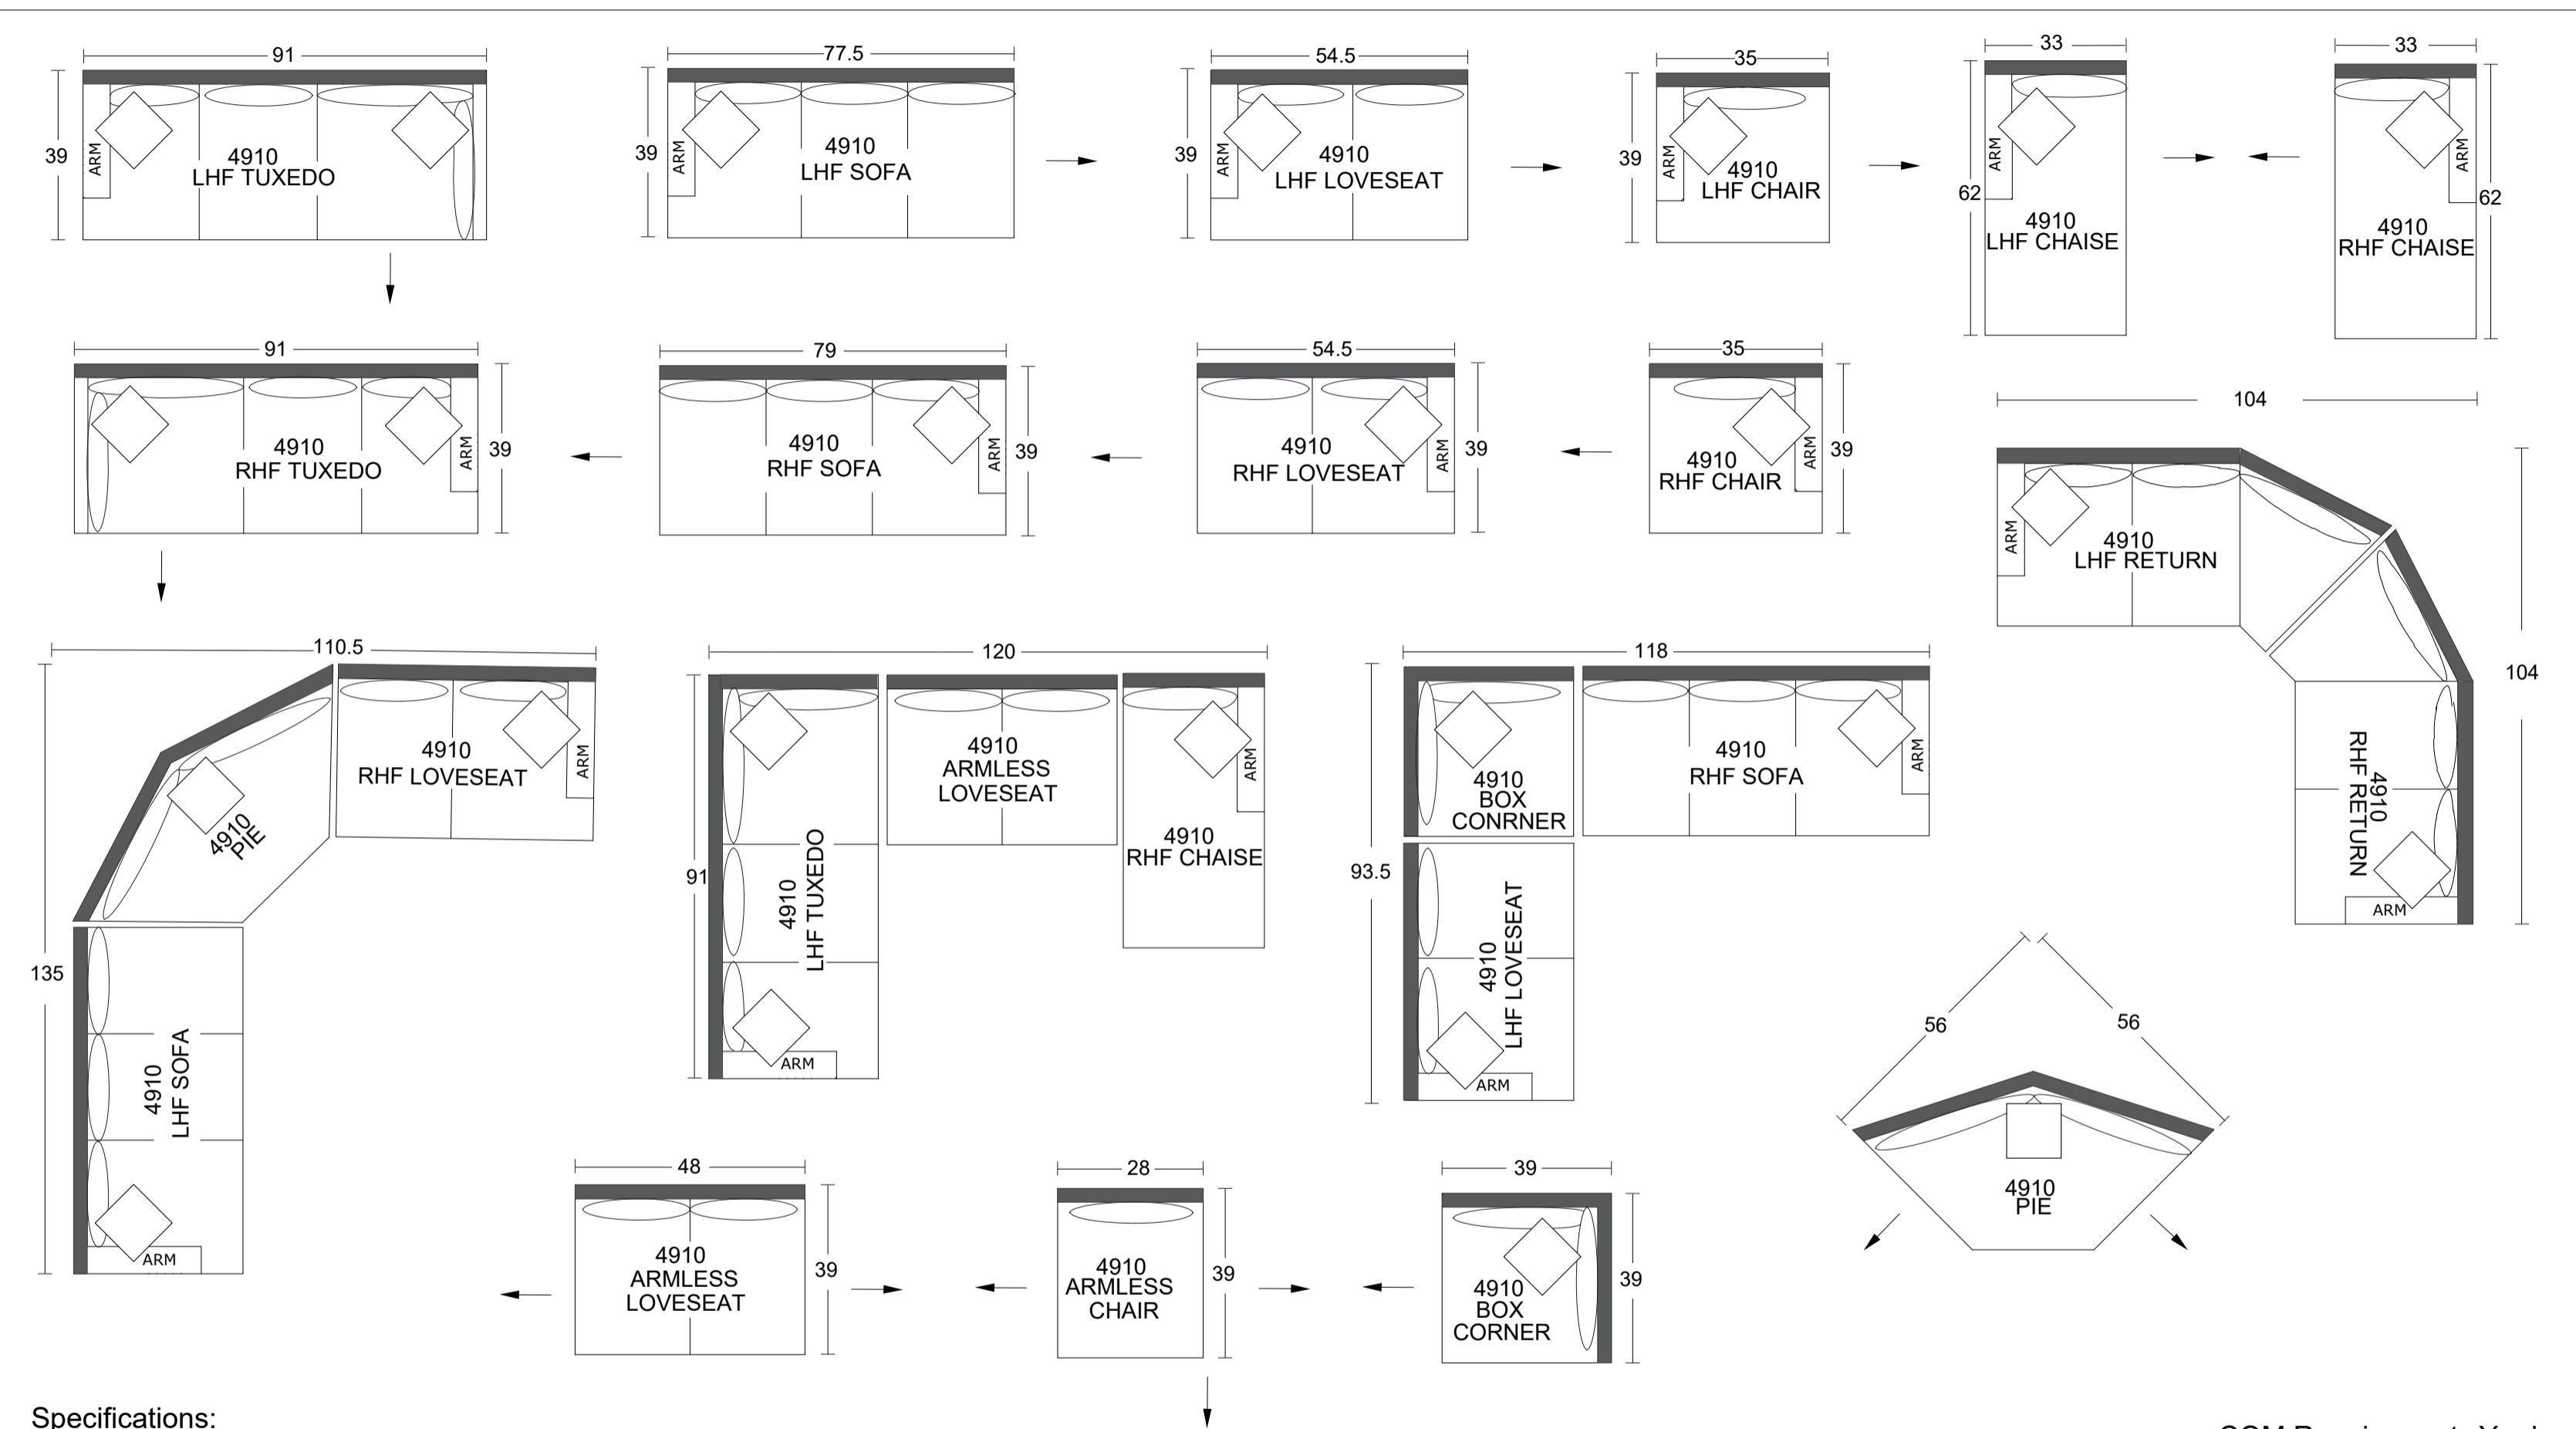 91
39
ARM
4910
LHF TUXEDO
77.5
39
ARM
4910
LHF SOFA
54.5
39
ARM
4910
LHF LOVESEAT
35
39
ARM
4910
LHF CHAIR
33
62
ARM
4910
LHF CHAISE
33
62
ARM
4910
RHF CHAISE
91
39
ARM
4910
RHF TUXEDO
79
39
ARM
4910
RHF SOFA
54.5
39
ARM
4910
RHF LOVESEAT
35
39
ARM
4910
RHF CHAIR
104
104
ARM
4910
LHF RETURN
4910
RHF RETURN
ARM
110.5
135
4910
PIE
4910
RHF LOVESEAT
ARM
4910
LHF SOFA
ARM
120
91
4910
LHF TUXEDO
ARM
4910
ARMLESS
LOVESEAT
ARM
4910
RHF CHAISE
118
93.5
4910
BOX
CONRNER
4910
RHF SOFA
ARM
4910
LHF LOVESEAT
ARM
56
56
4910
PIE
48
39
4910
ARMLESS
LOVESEAT
28
39
4910
ARMLESS
CHAIR
39
39
4910
BOX
CORNER
Specifications: